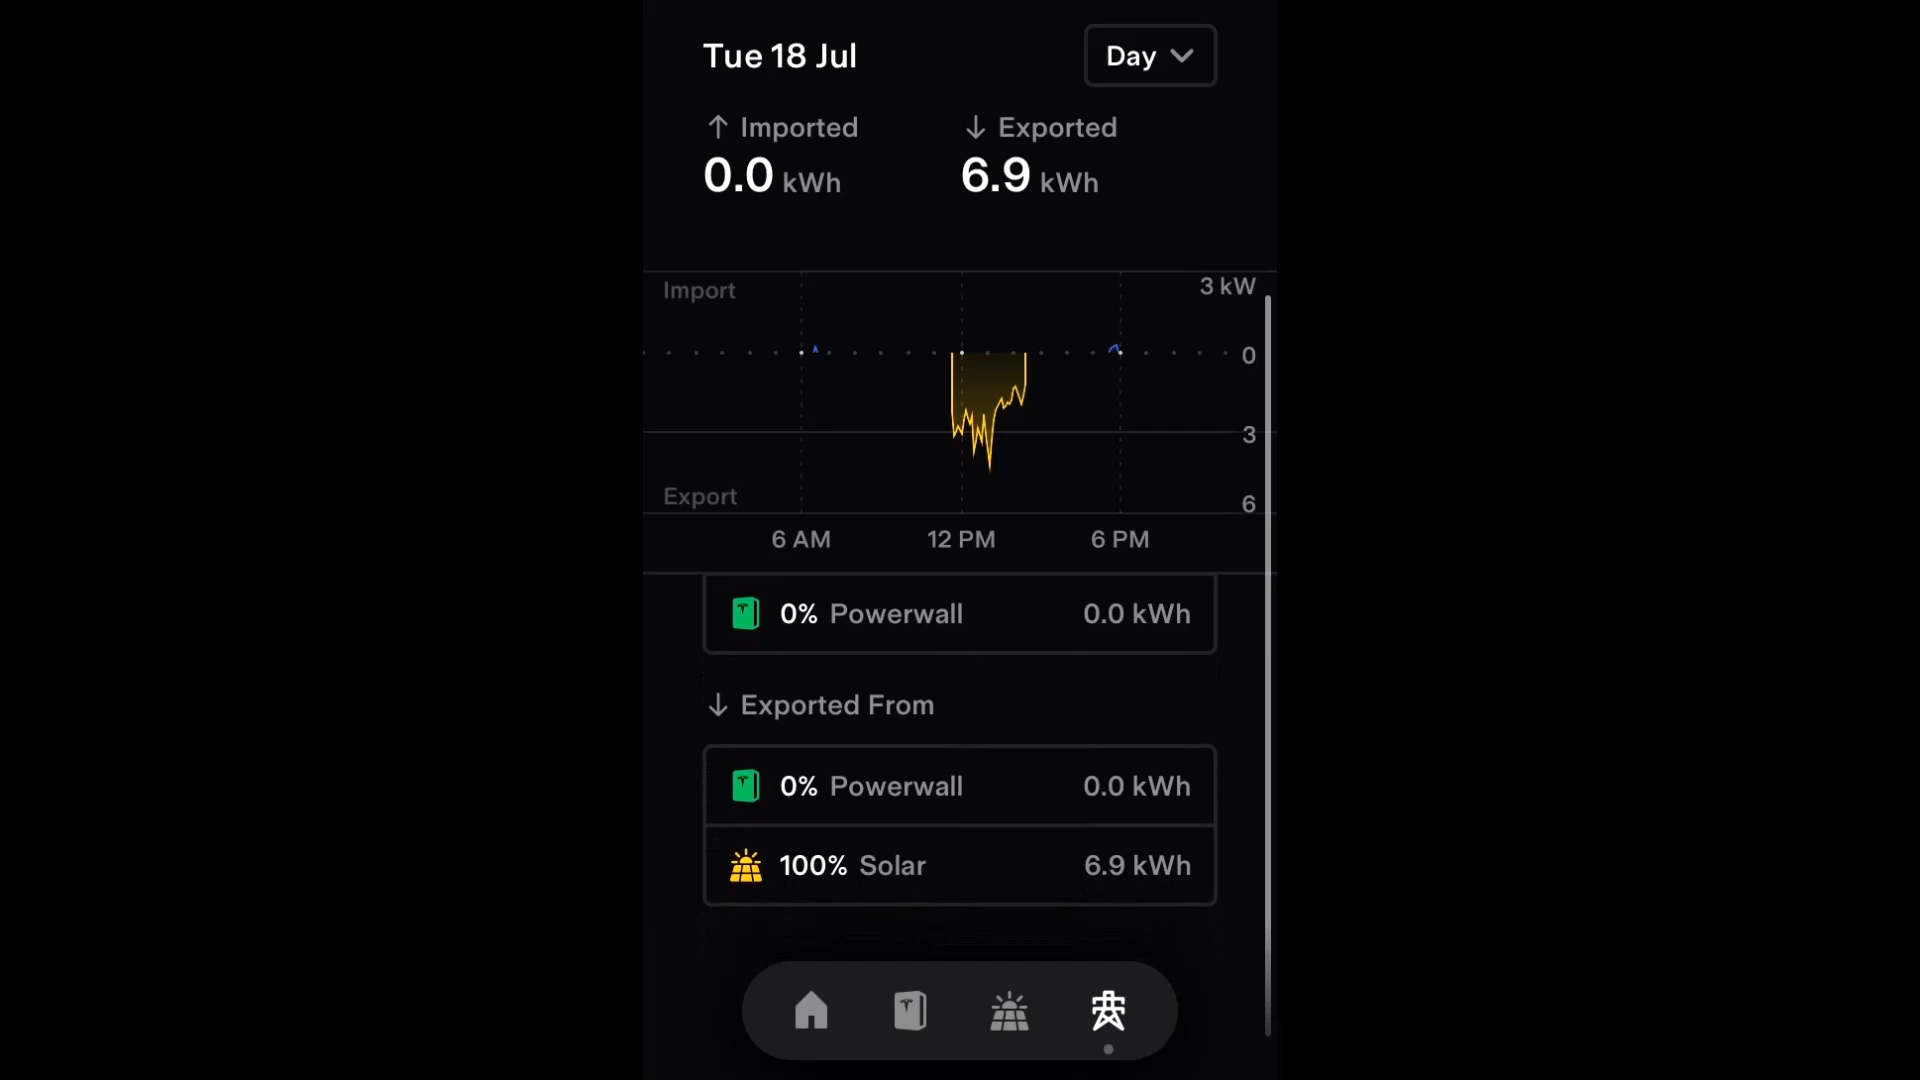 Tue 18 Jul
Day
Imported
Exported
0.0 kWh
6.9 kWh
Import
3 kW
0
3
Export
6
6 AM
12 PM
6 PM
0% Powerwall 0.0 kWh
Exported From
0% Powerwall 0.0 kWh
100% Solar 6.9 kWh